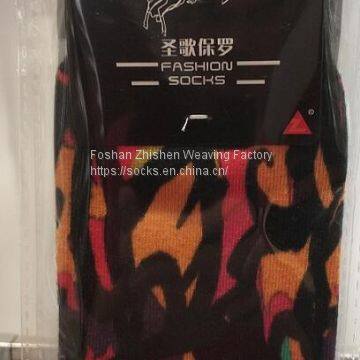 圣歌保罗
FASHION
SOCKS
Foshan Zhishen Weaving Factory
https://socks.en.china.cn/